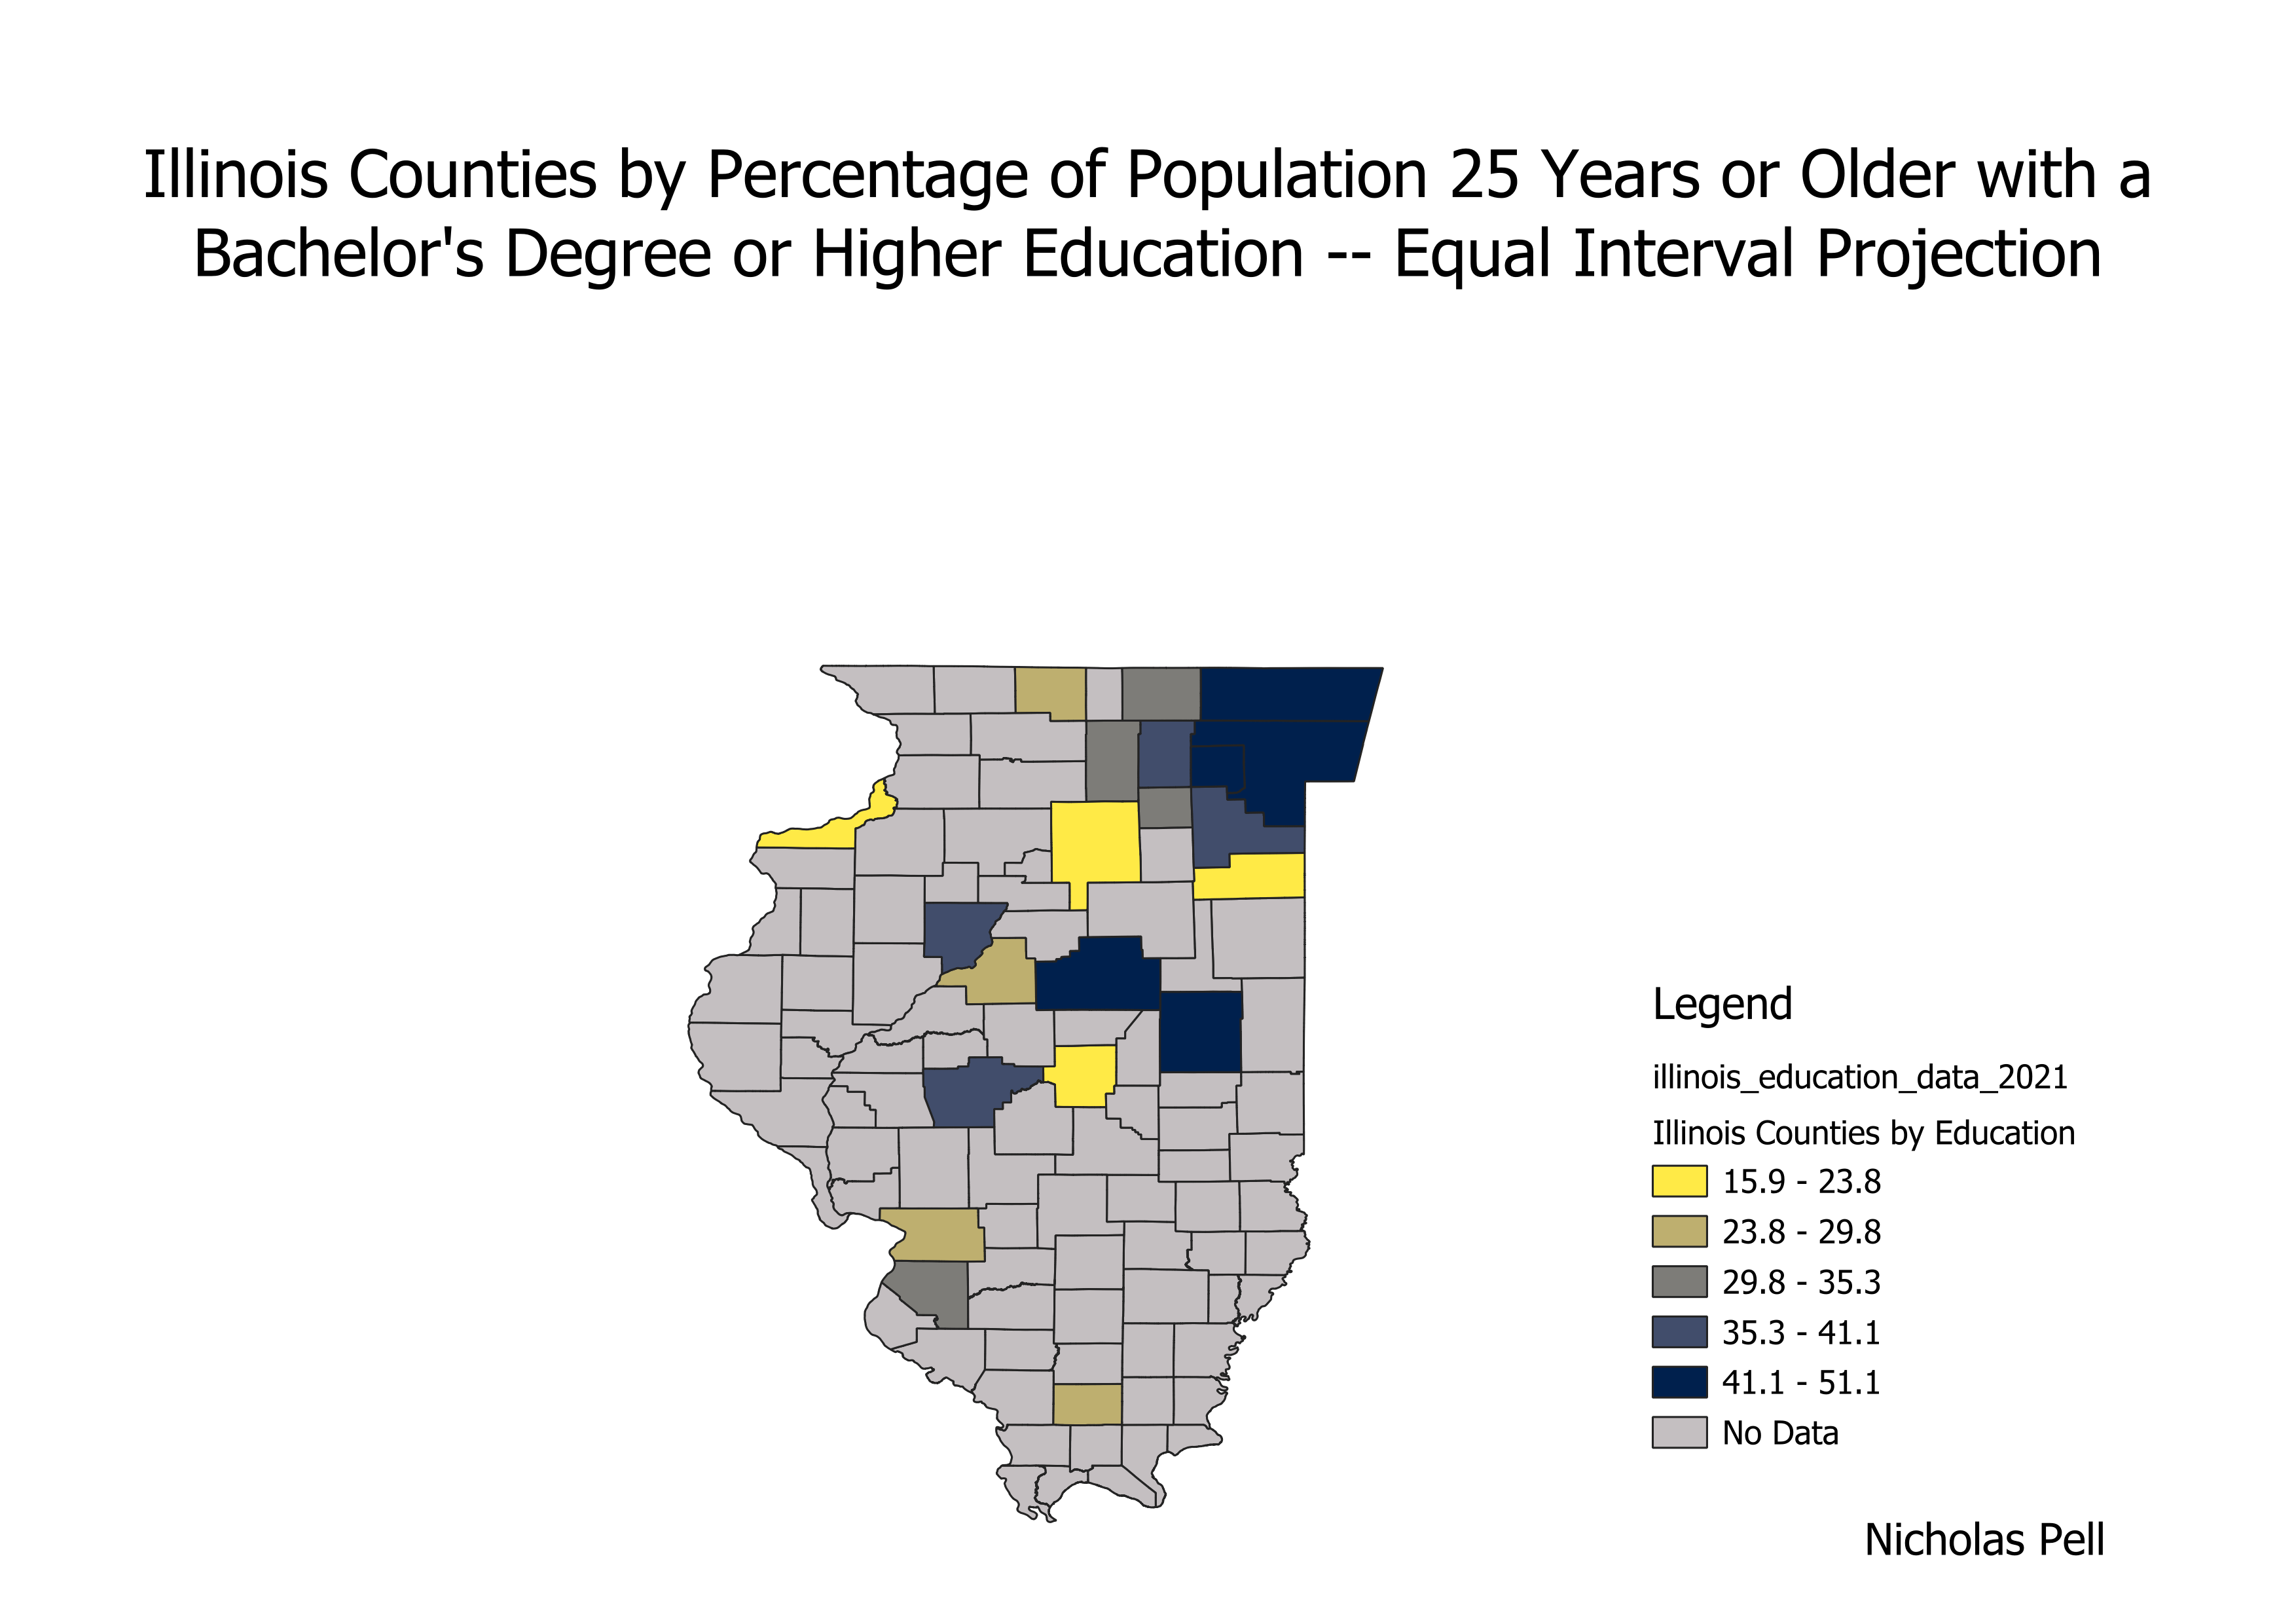 Illinois Counties by Percentage of Population 25 Years or Older with a
Bachelor's Degree or Higher Education -- Equal Interval Projection
Legend
illinois_education_data_2021
Illinois Counties by Education
15.9 - 23.8
23.8 - 29.8
29.8 - 35.3
35.3 - 41.1
41.1 - 51.1
No Data
Nicholas Pell